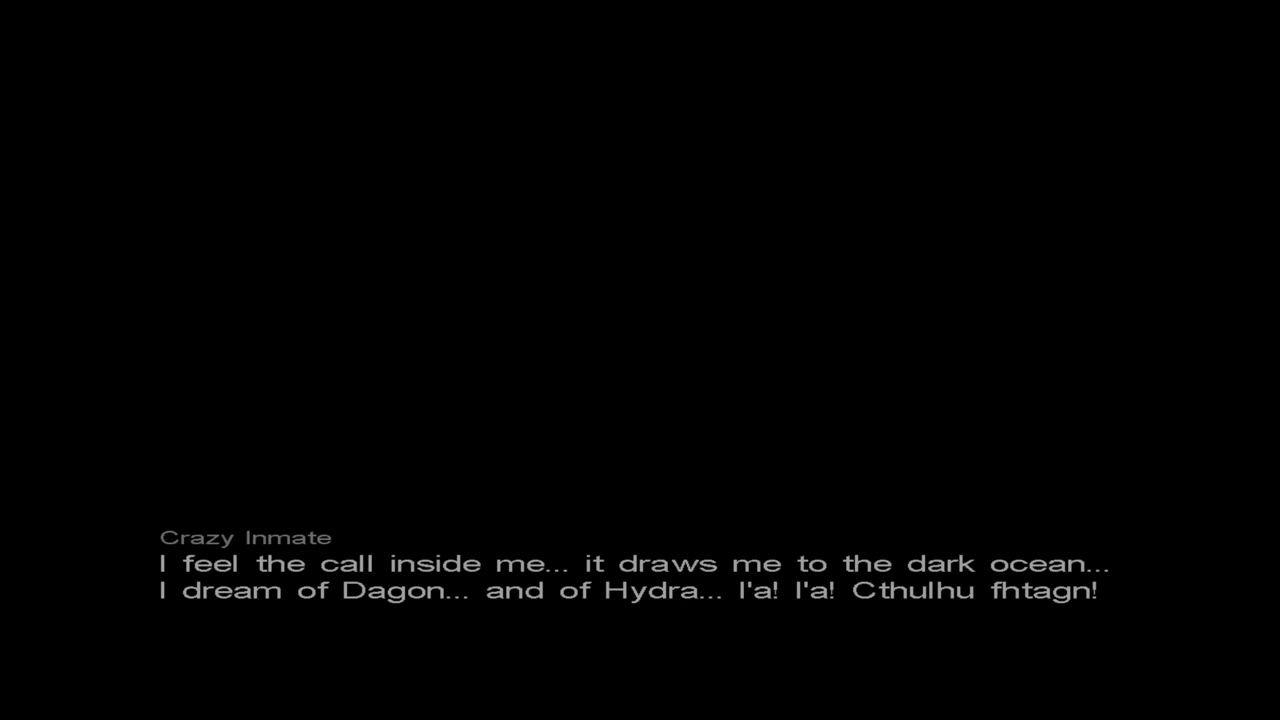 Crazy Inmate
I feel the call inside me... it draws me to the dark ocean...
I dream of Dagon... and of Hydra... I'a! I'a! Cthulhu fhtagn!